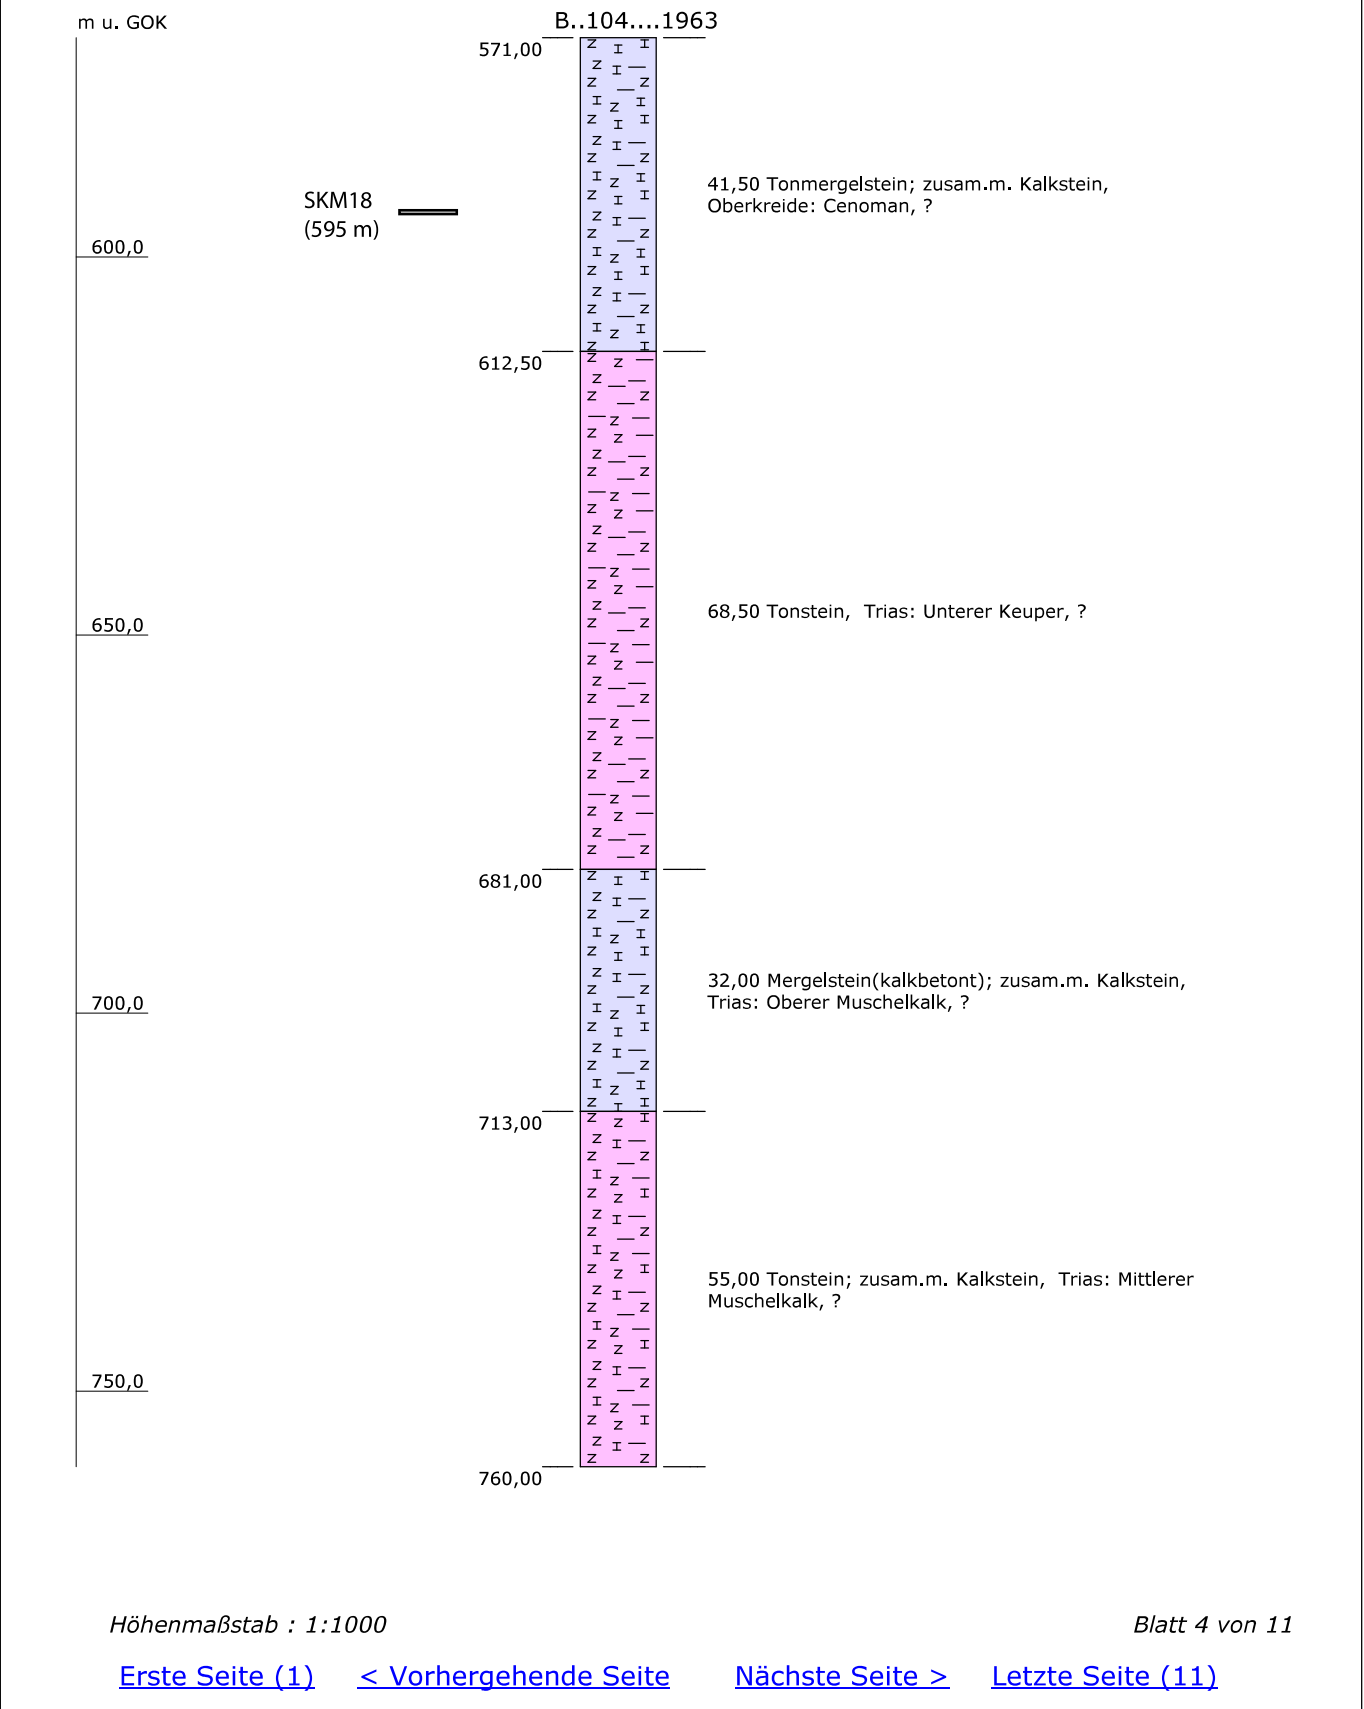 m u. GOK
B..104....1963
571,00
SKM18
(595 m)
41,50 Tonmergelstein; zusam.m. Kalkstein,
Oberkreide: Cenoman, ?
600,0
612,50
68,50 Tonstein,  Trias: Unterer Keuper, ?
650,0
681,00
32,00 Mergelstein(kalkbetont); zusam.m. Kalkstein,
Trias: Oberer Muschelkalk, ?
700,0
713,00
55,00 Tonstein; zusam.m. Kalkstein,  Trias: Mittlerer
Muschelkalk, ?
750,0
760,00
Höhenmaßstab : 1:1000
Blatt 4 von 11
Erste Seite (1) < Vorhergehende Seite Nächste Seite > Letzte Seite (11)